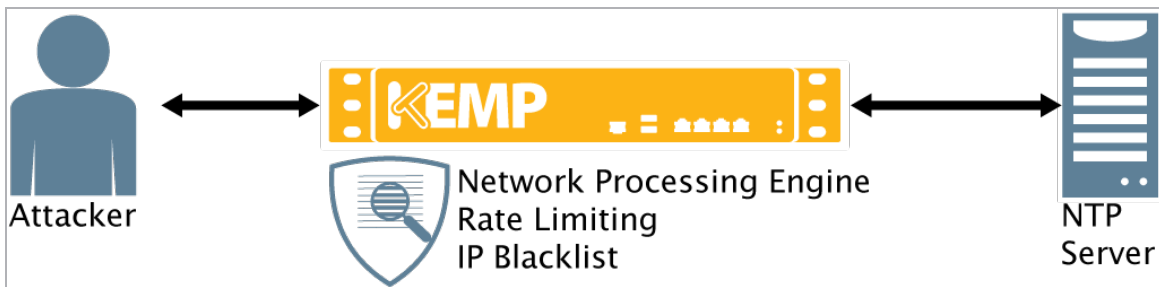 KEMP
Attacker
Network Processing Engine
Rate Limiting
IP Blacklist
NTP
Server